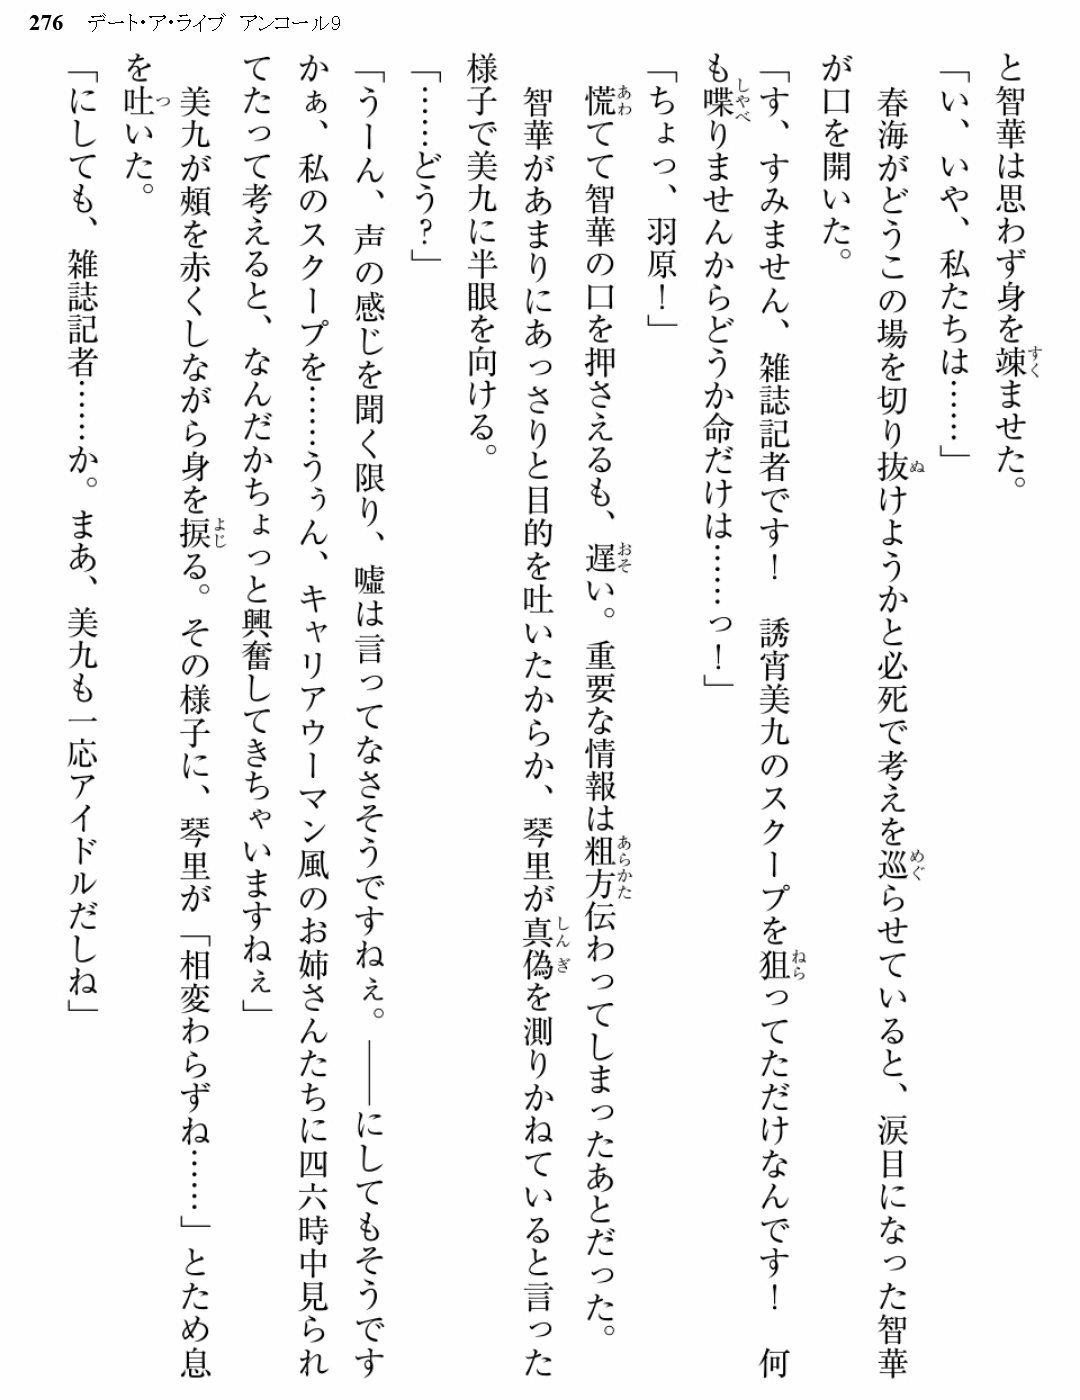 276 デート・ア・ライブ アンコール9
と智華は思わず身を竦ませた。
「い、いや、私たちは……」
春海がどうこの場を切り抜けようかと必死で考えを巡らせていると、涙目になった智華
が口を開いた。
「す、すみません、雑誌記者です！　誘宵美九のスクープを狙ってただけなんです！　何
も喋りませんからどうか命だけは……っ！」
「ちょっ、羽原！」
慌てて智華の口を押さえるも、遅い。重要な情報は粗方伝わってしまったあとだった。
智華があまりにあっさりと目的を吐いたからか、琴里が真偽を測りかねていると言った
様子で美九に半眼を向ける。
「……どう？」
「うーん、声の感じを聞く限り、嘘は言ってなさそうですねぇ。――にしてもそうです
かぁ、私のスクープを……うぅん、キャリアウーマン風のお姉さんたちに四六時中見られ
てたって考えると、なんだかちょっと興奮してきちゃいますねぇ」
美九が頰を赤くしながら身を捩る。その様子に、琴里が「相変わらずね……」とため息
を吐いた。
「にしても、雑誌記者……か。まあ、美九も一応アイドルだしね」